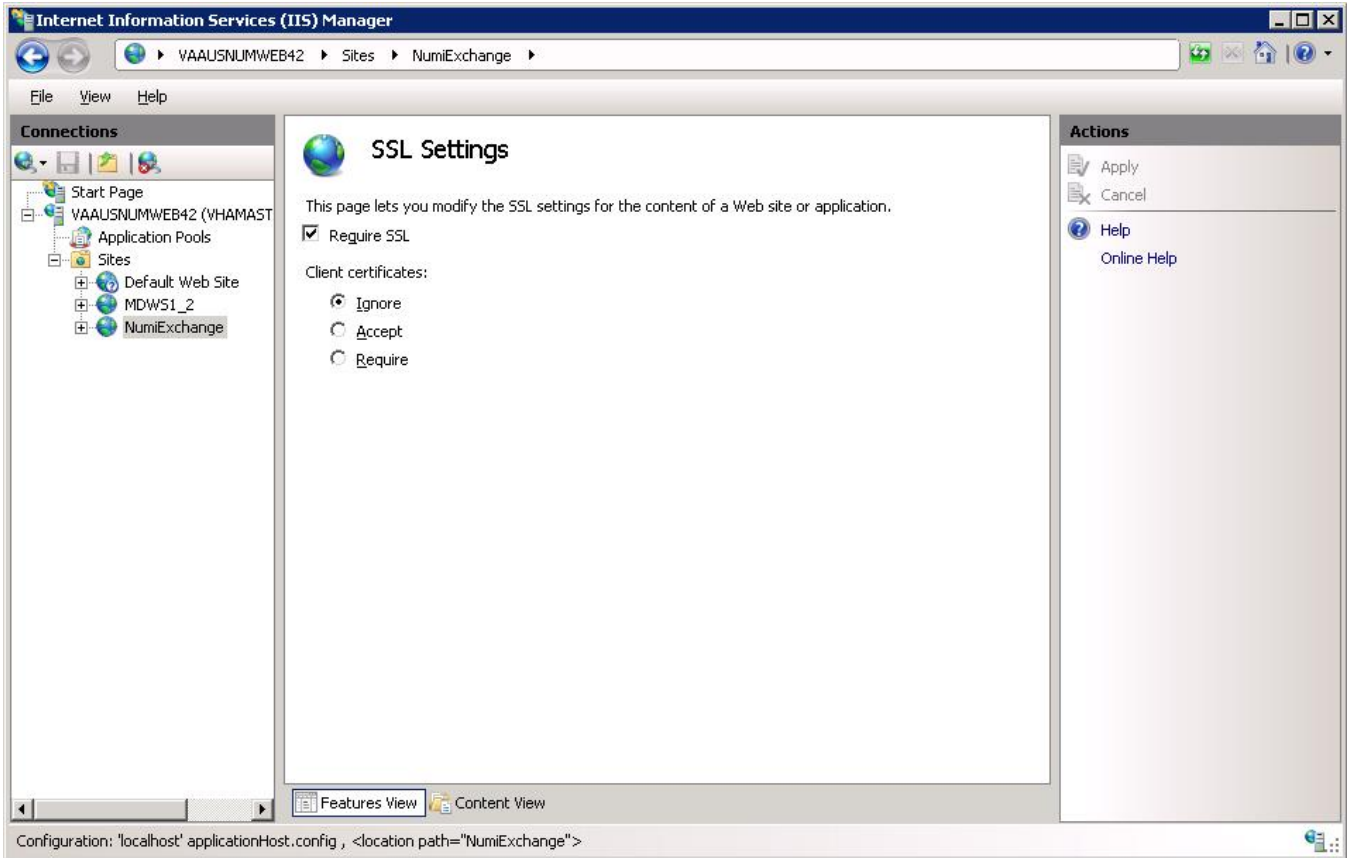 Internet Information Services (IIS) Manager
VAAUSNUMWEB42 Sites NumiExchange
File View Help
Connections
Start Page
VAAUSNUMWEB42 (VHAMAST
Application Pools
Sites
Default Web Site
MDWS1_2
NumiExchange
SSL Settings
This page lets you modify the SSL settings for the content of a Web site or application.
Require SSL
Client certificates:
Ignore
Accept
Require
Features View Content View
Actions
Apply
Cancel
Help
Online Help
Configuration: 'localhost' applicationHost.config , <location path="NumiExchange">